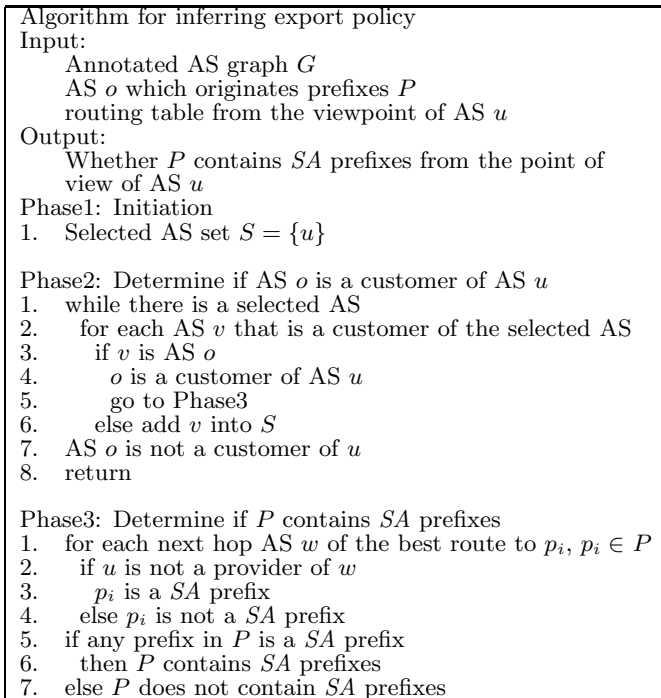 Algorithm for inferring export policy
Input:
Annotated AS graph G
AS o which originates prefixes P
routing table from the viewpoint of AS u
Output:
Whether P contains SA prefixes from the point of
view of AS u
Phase1: Initiation
1. Selected AS set S = {u}
Phase2: Determine if AS o is a customer of AS u
1. while there is a selected AS
2. for each AS v that is a customer of the selected AS
3. if v is AS o
4. o is a customer of AS u
5. go to Phase3
6. else add v into S
7. AS o is not a customer of u
8. return
Phase3: Determine if P contains SA prefixes
1. for each next hop AS w of the best route to pᵢ, pᵢ ∈ P
2. if u is not a provider of w
3. pᵢ is a SA prefix
4. else pᵢ is not a SA prefix
5. if any prefix in P is a SA prefix
6. then P contains SA prefixes
7. else P does not contain SA prefixes